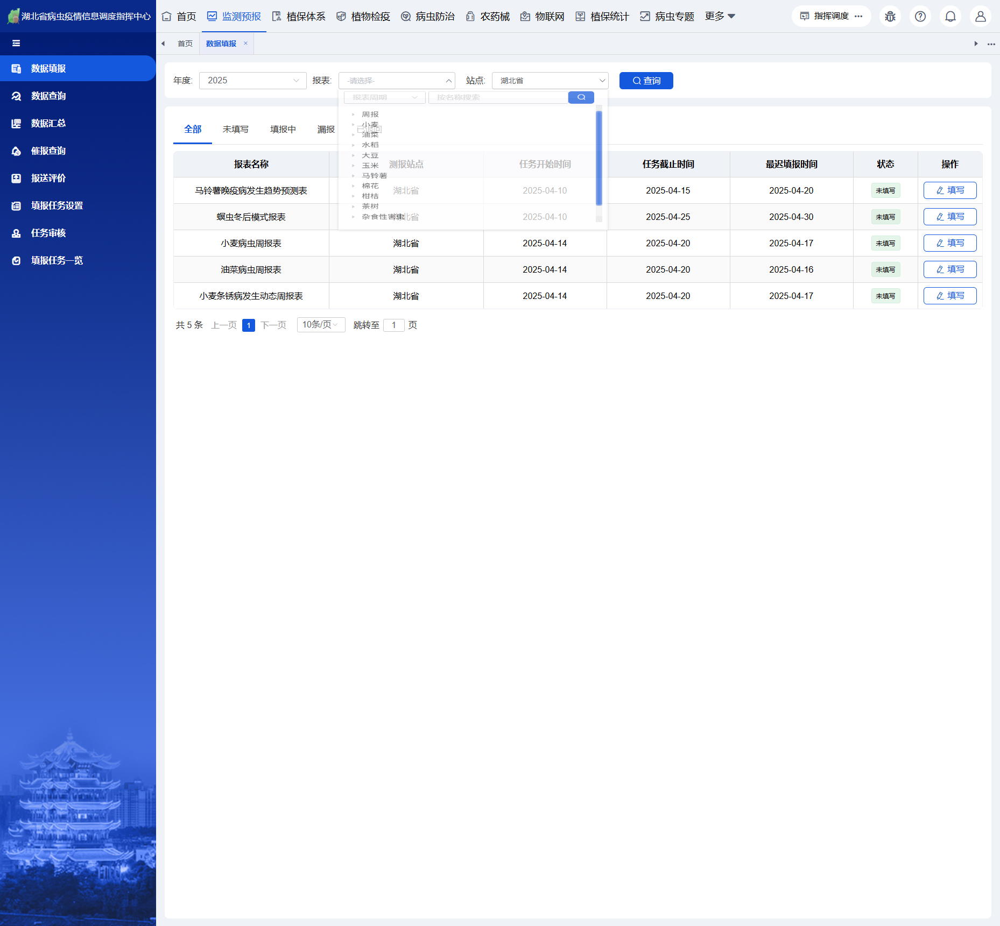 湖北省病虫疫情信息调度指挥中心
首页 监测预报 植保体系 植物检疫 病虫防治 农药械 物联网 植保统计 病虫专题 更多 指挥调度
首页 数据填报
数据填报
数据查询
数据汇总
催报查询
报送评价
填报任务设置
任务审核
填报任务一览
年度: 2025 报表: -请选择- 站点: 湖北省 查询
报表周期 按名称搜索
周报
小麦
油菜
水稻
大豆
玉米
马铃薯
棉花
柑桔
茶树
杂食性害虫
全部 未填写 填报中 漏报 已退回
报表名称 测报站点 任务开始时间 任务截止时间 最迟填报时间 状态 操作
马铃薯晚疫病发生趋势预测表 湖北省 2025-04-10 2025-04-15 2025-04-20 未填写 填写
螟虫冬后模式报表 湖北省 2025-04-10 2025-04-25 2025-04-30 未填写 填写
小麦病虫周报表 湖北省 2025-04-14 2025-04-20 2025-04-17 未填写 填写
油菜病虫周报表 湖北省 2025-04-14 2025-04-20 2025-04-16 未填写 填写
小麦条锈病发生动态周报表 湖北省 2025-04-14 2025-04-20 2025-04-17 未填写 填写
共 5 条 上一页 1 下一页 10条/页 跳转至 1 页